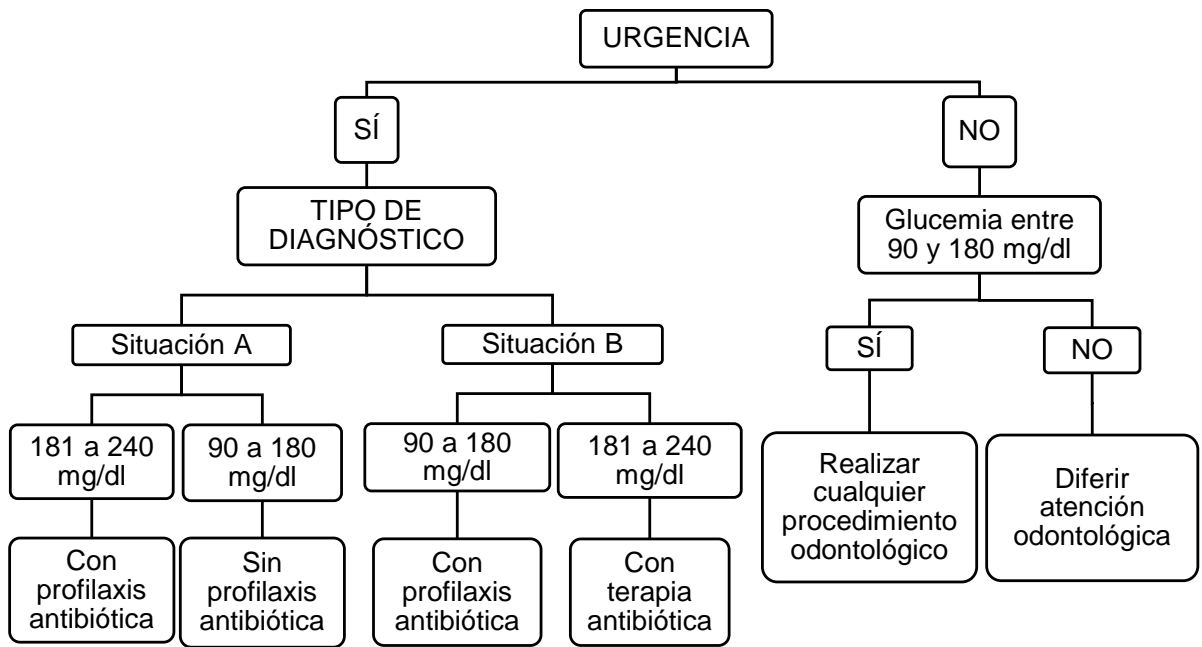 URGENCIA
SÍ
NO
TIPO DE
DIAGNÓSTICO
Glucemia entre
90 y 180 mg/dl
Situación A
Situación B
SÍ
NO
181 a 240
mg/dl
90 a 180
mg/dl
90 a 180
mg/dl
181 a 240
mg/dl
Realizar
cualquier
procedimiento
odontológico
Diferir
atención
odontológica
Con
profilaxis
antibiótica
Sin
profilaxis
antibiótica
Con
profilaxis
antibiótica
Con
terapia
antibiótica